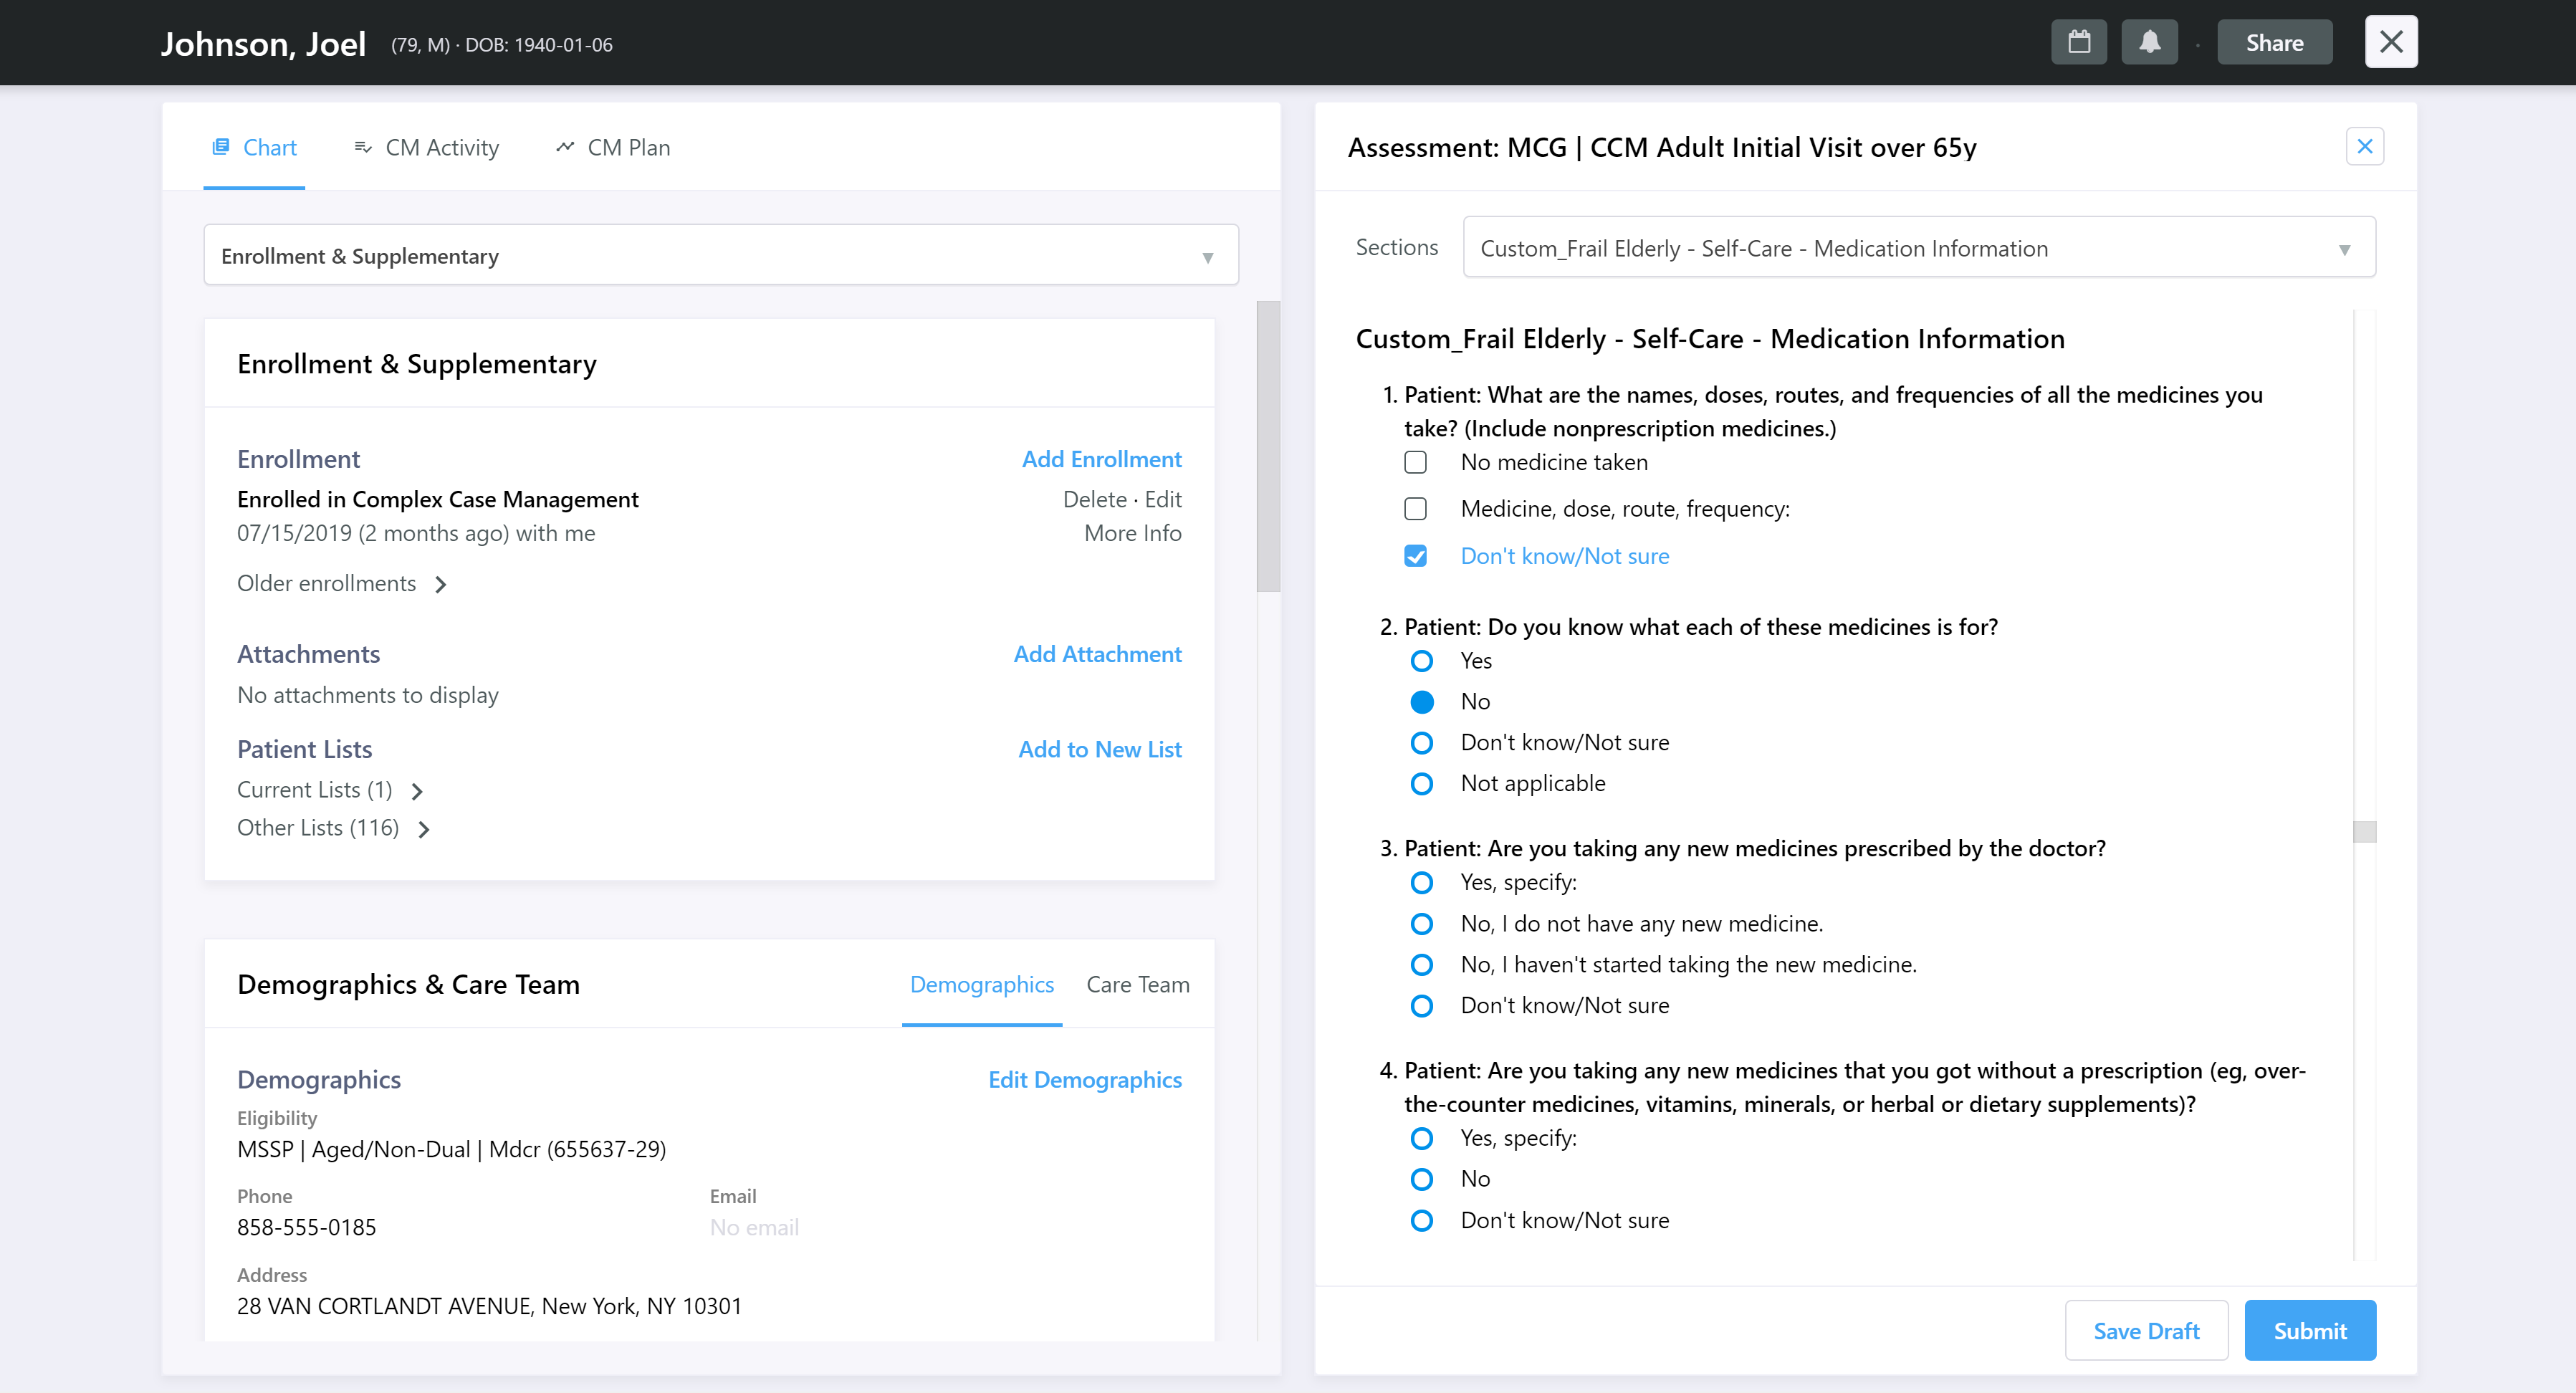 Johnson, Joel (79, M) · DOB: 1940-01-06
Share
Chart CM Activity CM Plan
Enrollment & Supplementary
Enrollment & Supplementary
Enrollment Add Enrollment
Enrolled in Complex Case Management Delete · Edit
07/15/2019 (2 months ago) with me More Info
Older enrollments
Attachments Add Attachment
No attachments to display
Patient Lists Add to New List
Current Lists (1)
Other Lists (116)
Demographics & Care Team Demographics Care Team
Demographics Edit Demographics
Eligibility
MSSP | Aged/Non-Dual | Mdcr (655637-29)
Phone Email
858-555-0185 No email
Address
28 VAN CORTLANDT AVENUE, New York, NY 10301
Assessment: MCG | CCM Adult Initial Visit over 65y
Sections Custom_Frail Elderly - Self-Care - Medication Information
Custom_Frail Elderly - Self-Care - Medication Information
1. Patient: What are the names, doses, routes, and frequencies of all the medicines you
take? (Include nonprescription medicines.)
No medicine taken
Medicine, dose, route, frequency:
Don't know/Not sure
2. Patient: Do you know what each of these medicines is for?
Yes
No
Don't know/Not sure
Not applicable
3. Patient: Are you taking any new medicines prescribed by the doctor?
Yes, specify:
No, I do not have any new medicine.
No, I haven't started taking the new medicine.
Don't know/Not sure
4. Patient: Are you taking any new medicines that you got without a prescription (eg, over-
the-counter medicines, vitamins, minerals, or herbal or dietary supplements)?
Yes, specify:
No
Don't know/Not sure
Save Draft Submit